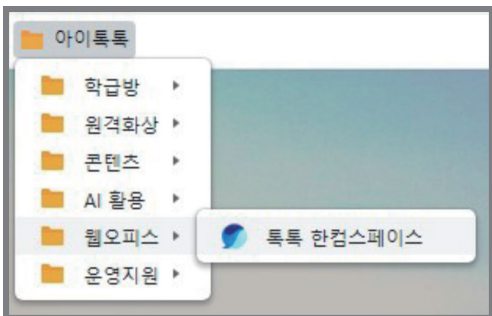 아이톡톡
학급방
원격화상
콘텐츠
AI 활용
웹오피스
톡톡 한컴스페이스
운영지원